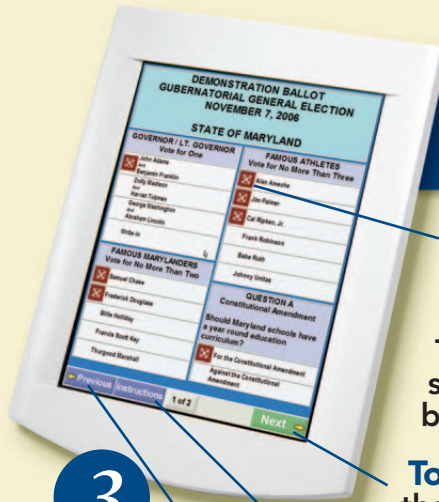 DEMONSTRATION BALLOT
GUBERNATORIAL GENERAL ELECTION
NOVEMBER 7, 2006
STATE OF MARYLAND
GOVERNOR / LT. GOVERNOR
Vote for One
John Adams
And
Benjamin Franklin
Dolly Madison
And
Harriet Tubman
George Washington
And
Abraham Lincoln
Write-in
FAMOUS MARYLANDERS
Vote for No More Than Two
Samuel Chase
Frederick Douglass
Billie Holliday
Francis Scott Key
Thurgood Marshall
FAMOUS ATHLETES
Vote for No More Than Three
Alan Ameche
Jim Palmer
Cal Ripken, Jr.
Frank Robinson
Babe Ruth
Johnny Unitas
QUESTION A
Constitutional Amendment
Should Maryland schools have
a year round education
curriculum?
For the Constitutional Amendment
Against the Constitutional
Amendment
Previous
Instructions
1 of 2
Next
3
To